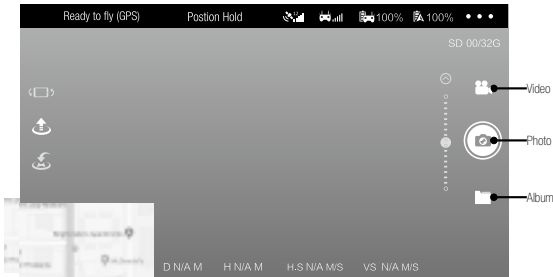 Ready to fly (GPS) Postion Hold 100% 100%
SD 00/32G
Video
Photo
Album
D N/A M H N/A M H.S N/A M/S VS N/A M/S